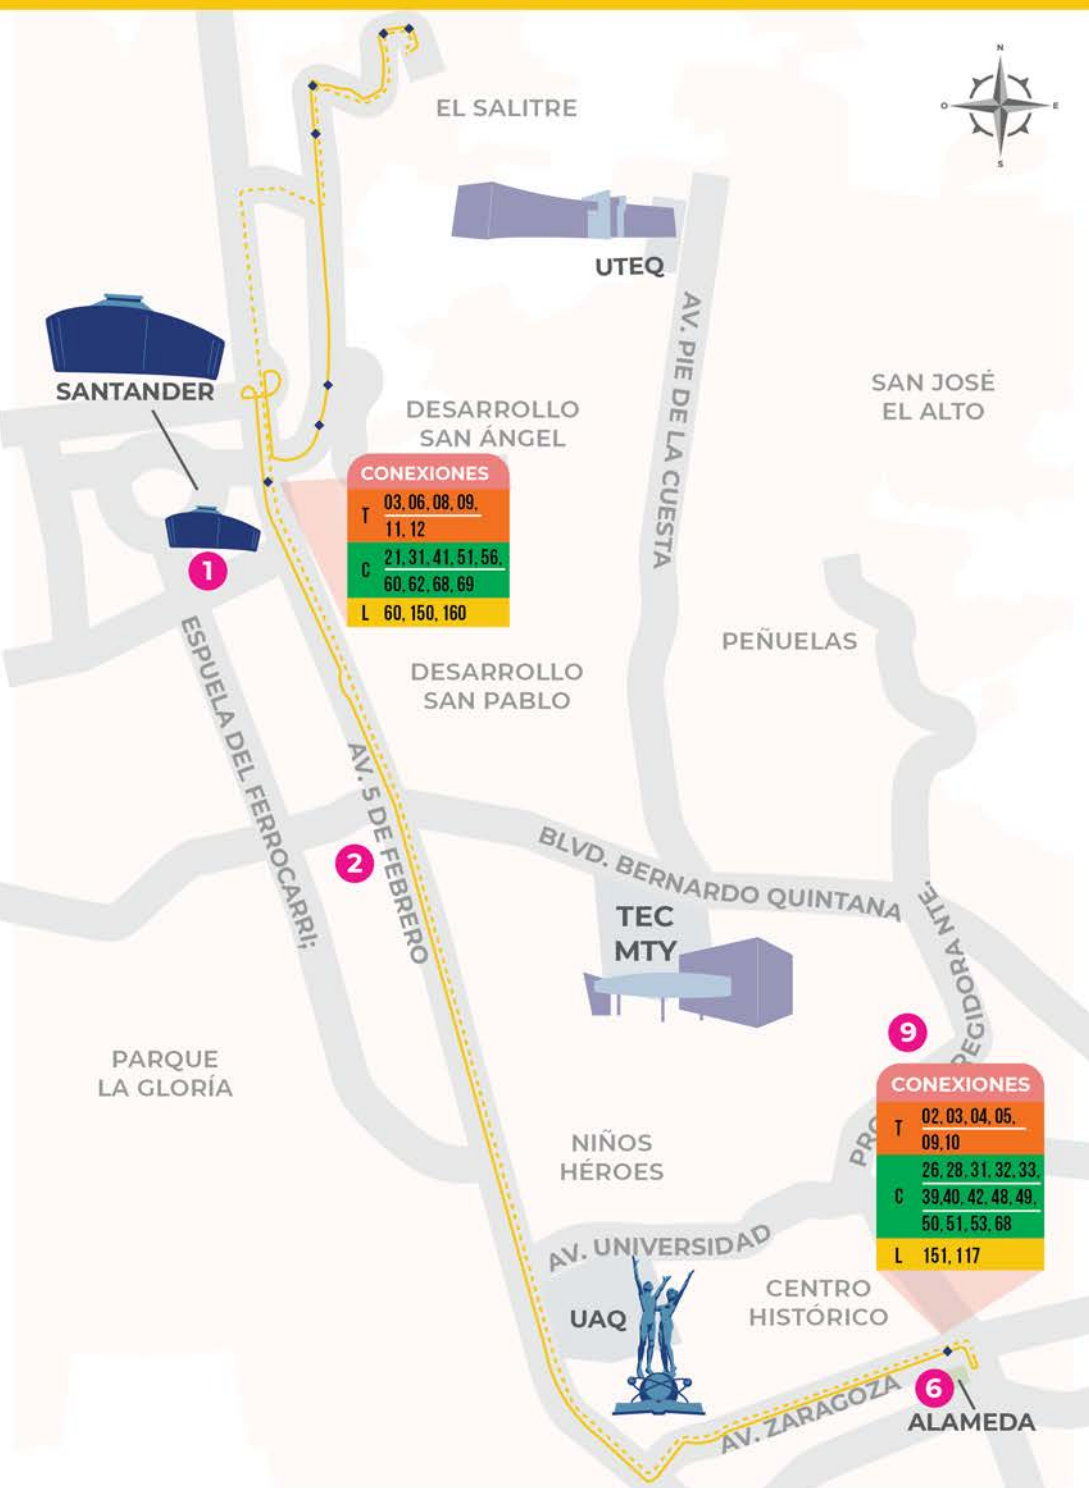 N
O
E
S
EL SALITRE
UTEQ
AV. PIE DE LA CUESTA
SANTANDER
SAN JOSÉ
EL ALTO
DESARROLLO
SAN ÁNGEL
CONEXIONES
T 03, 06, 08, 09,
11, 12
C 21, 31, 41, 51, 56,
60, 62, 68, 69
L 60, 150, 160
1
ESPUELA DEL FERROCARRI;
PEÑUELAS
DESARROLLO
SAN PABLO
AV. 5 DE FEBRERO
2
BLVD. BERNARDO QUINTANA
TEC
MTY
PRO
RECIDORA NTE.
9
PARQUE
LA GLORÍA
CONEXIONES
T 02, 03, 04, 05,
09,10
C 26, 28, 31, 32, 33,
39,40, 42, 48, 49,
50, 51, 53, 68
L 151, 117
NIÑOS
HÉROES
AV. UNIVERSIDAD
CENTRO
HISTÓRICO
UAQ
6
AV. ZARAGOZA
ALAMEDA